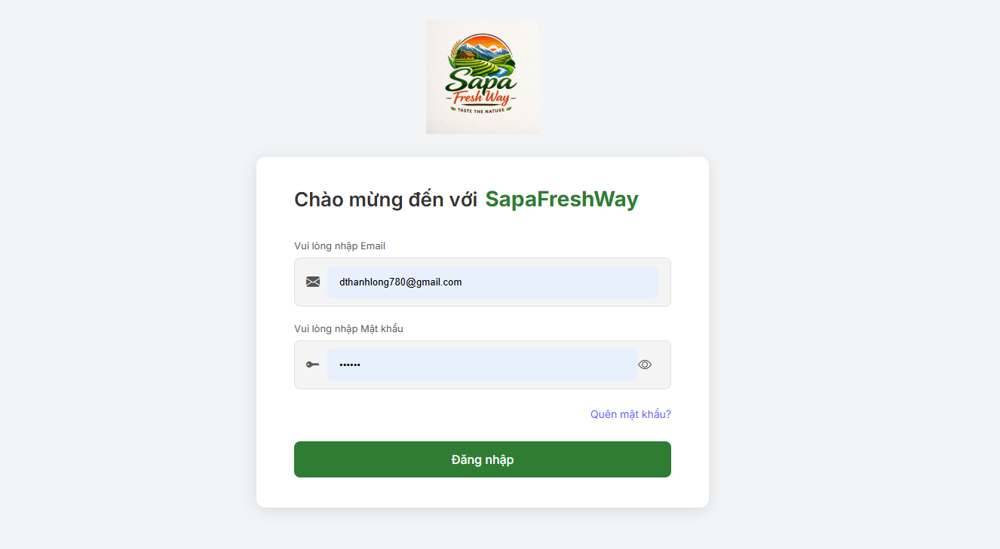 Sapa
Fresh Way
TASTE THE NATURE
Chào mừng đến với SapaFreshWay
Vui lòng nhập Email
dthanhlong780@gmail.com
Vui lòng nhập Mật khẩu
••••••
Quên mật khẩu?
Đăng nhập